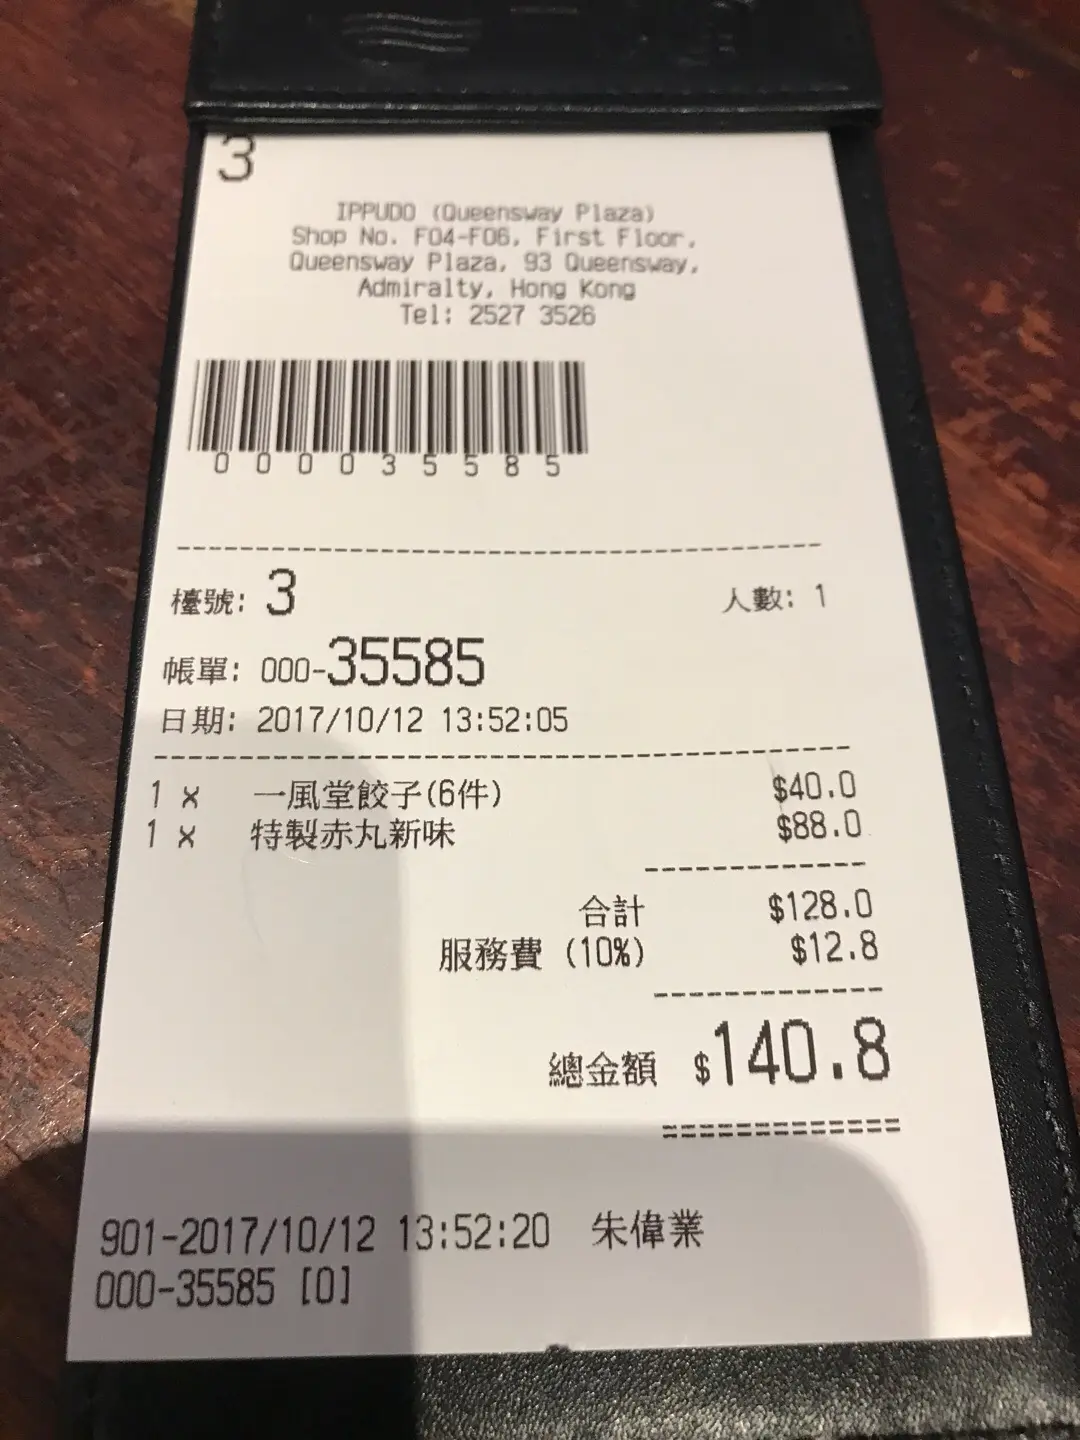 3
IPPUDO (Queensway Plaza)
Shop No. F04-F06, First Floor,
Queensway Plaza, 93 Queensway,
Admiralty, Hong Kong
Tel: 2527 3526
000035585
檯號: 3 人數: 1
帳單: 000-35585
日期: 2017/10/12 13:52:05
1 x 一風堂餃子(6件) $40.0
1 x 特製赤丸新味 $88.0
合計 $128.0
服務費 (10%) $12.8
總金額 $140.8
901-2017/10/12 13:52:20 朱偉業
000-35585 [0]